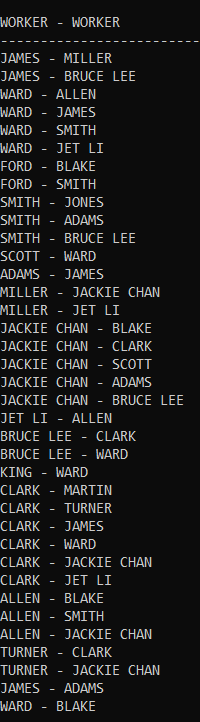 WORKER - WORKER
-------------------------
JAMES - MILLER
JAMES - BRUCE LEE
WARD - ALLEN
WARD - JAMES
WARD - SMITH
WARD - JET LI
FORD - BLAKE
FORD - SMITH
SMITH - JONES
SMITH - ADAMS
SMITH - BRUCE LEE
SCOTT - WARD
ADAMS - JAMES
MILLER - JACKIE CHAN
MILLER - JET LI
JACKIE CHAN - BLAKE
JACKIE CHAN - CLARK
JACKIE CHAN - SCOTT
JACKIE CHAN - ADAMS
JACKIE CHAN - BRUCE LEE
JET LI - ALLEN
BRUCE LEE - CLARK
BRUCE LEE - WARD
KING - WARD
CLARK - MARTIN
CLARK - TURNER
CLARK - JAMES
CLARK - WARD
CLARK - JACKIE CHAN
CLARK - JET LI
ALLEN - BLAKE
ALLEN - SMITH
ALLEN - JACKIE CHAN
TURNER - CLARK
TURNER - JACKIE CHAN
JAMES - ADAMS
WARD - BLAKE